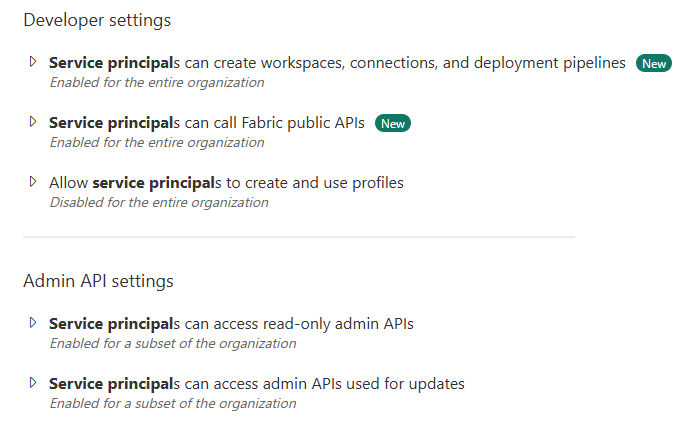 Developer settings
Service principals can create workspaces, connections, and deployment pipelines New
Enabled for the entire organization
Service principals can call Fabric public APIs New
Enabled for the entire organization
Allow service principals to create and use profiles
Disabled for the entire organization
Admin API settings
Service principals can access read-only admin APIs
Enabled for a subset of the organization
Service principals can access admin APIs used for updates
Enabled for a subset of the organization